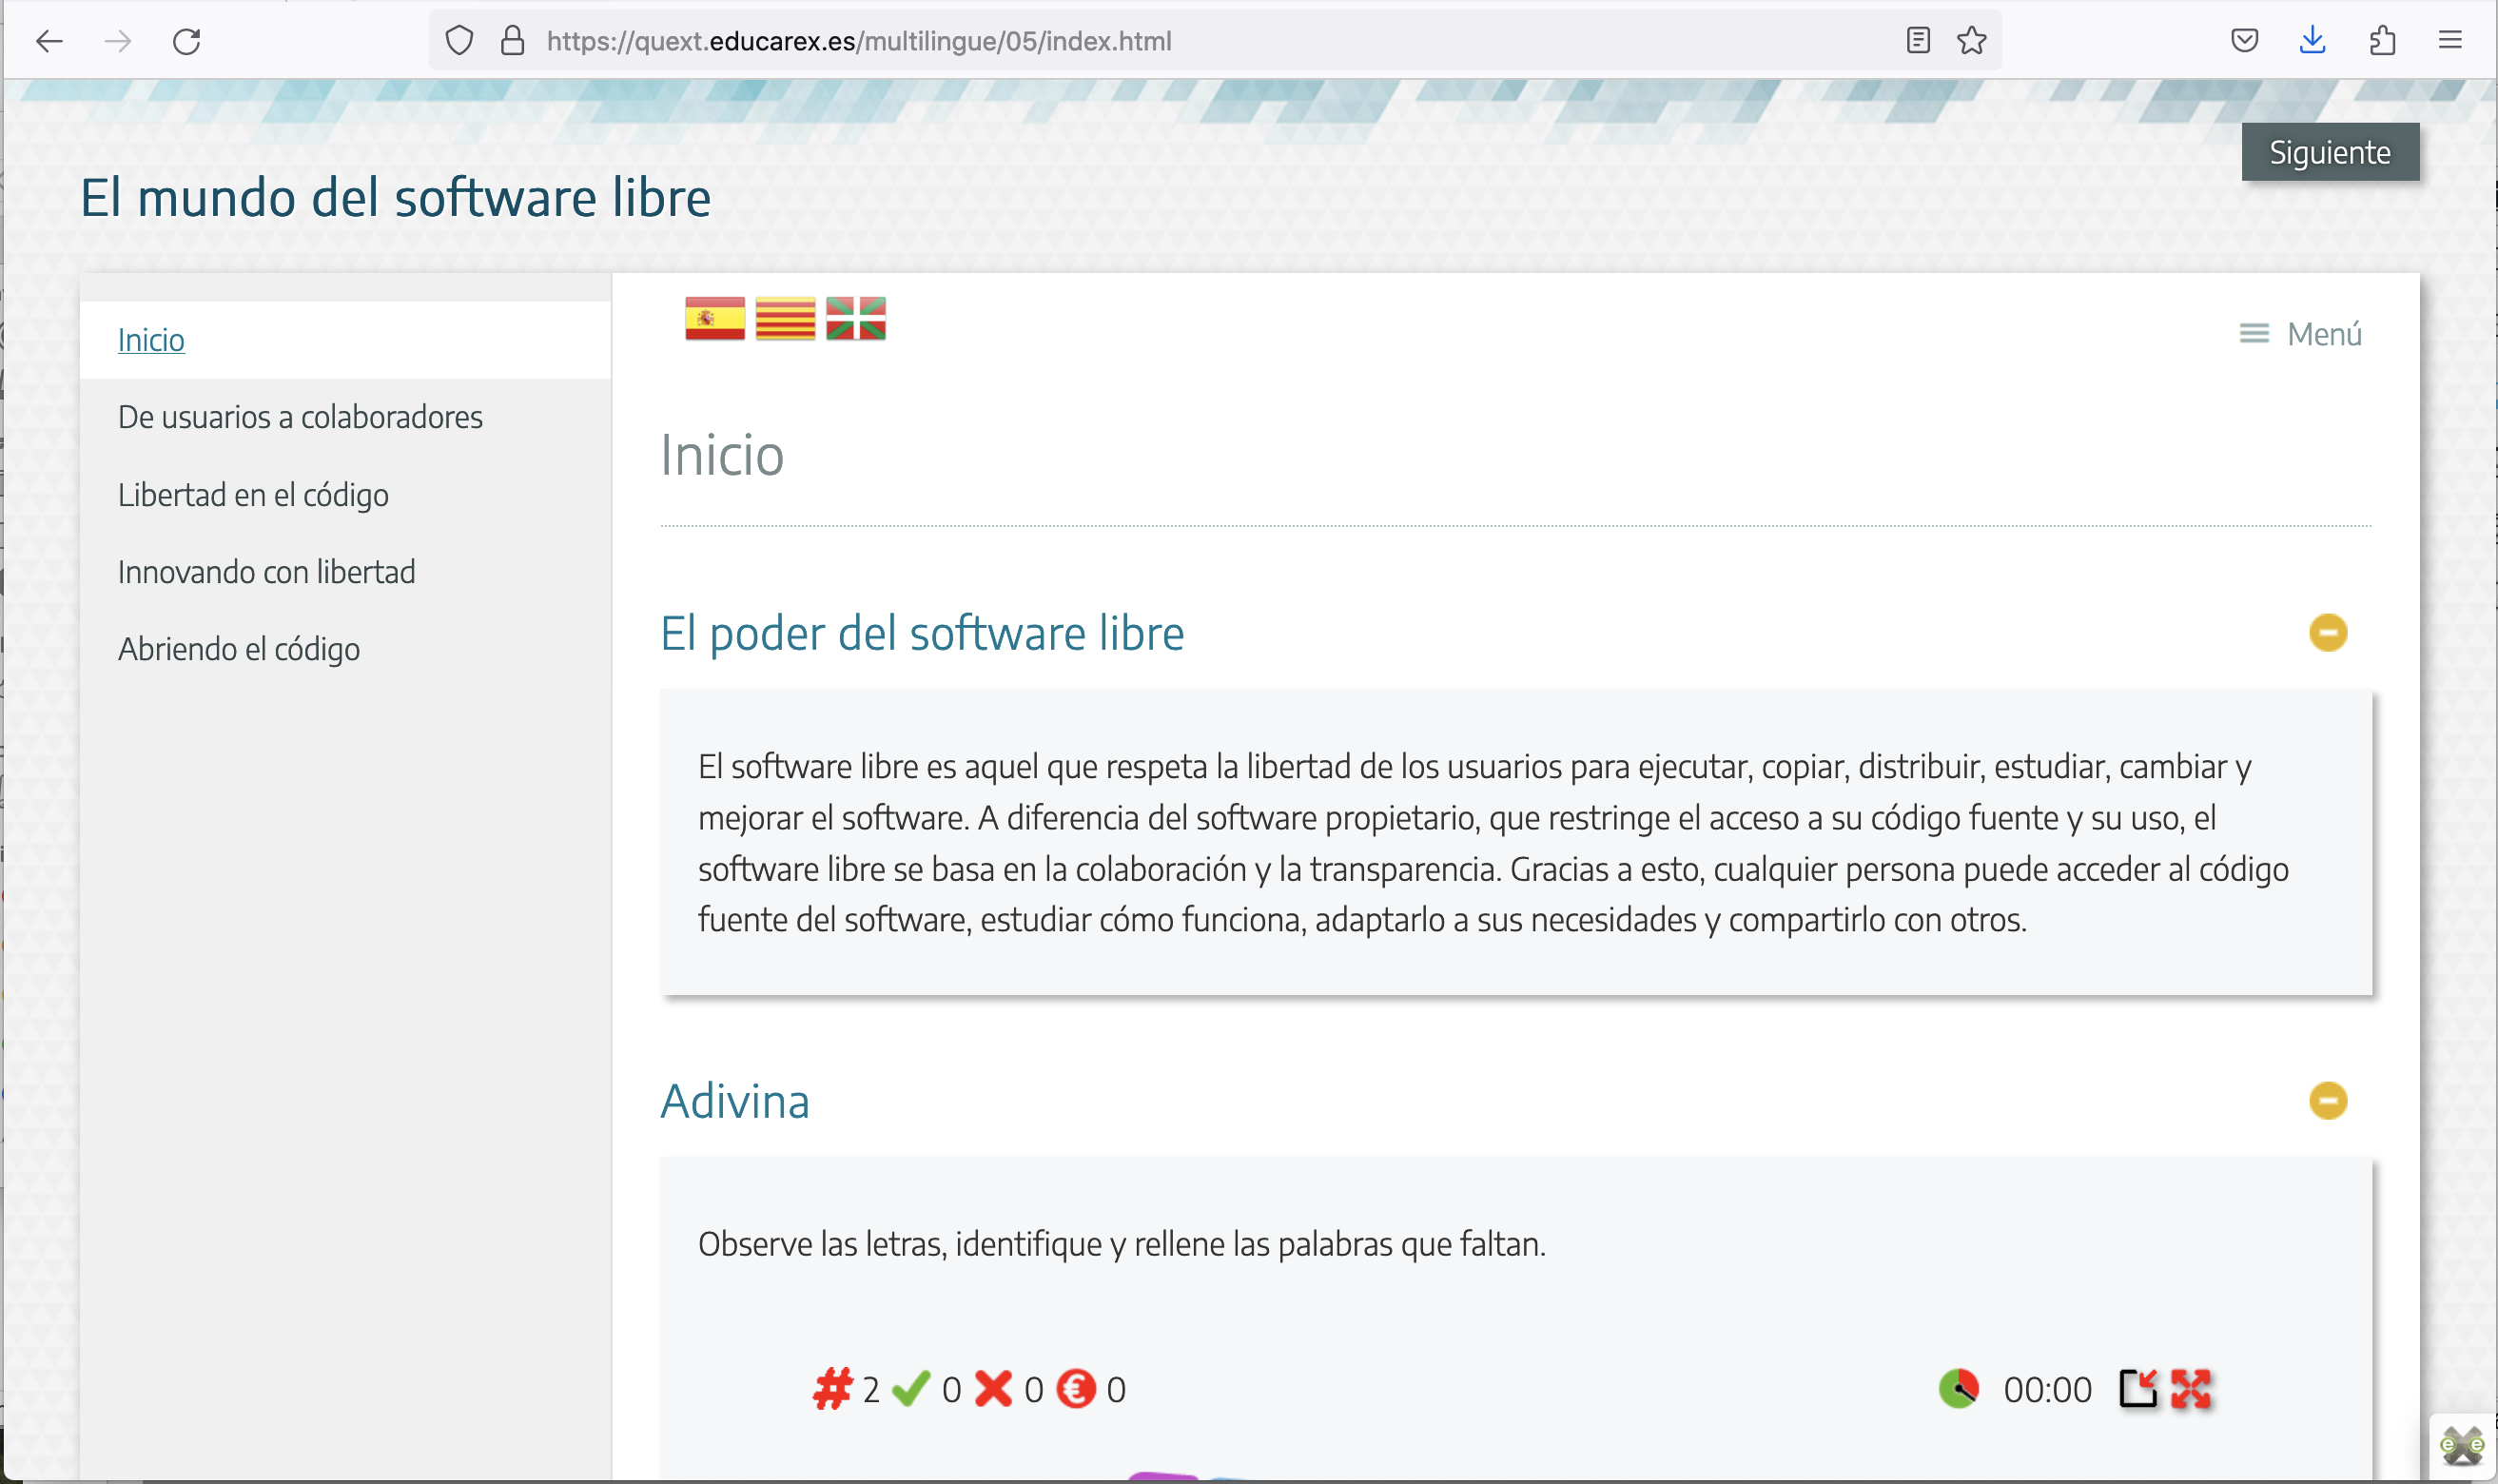 https://quext.educarex.es/multilingue/05/index.html
Siguiente
El mundo del software libre
Inicio
De usuarios a colaboradores
Libertad en el código
Innovando con libertad
Abriendo el código
Menú
Inicio
El poder del software libre
El software libre es aquel que respeta la libertad de los usuarios para ejecutar, copiar, distribuir, estudiar, cambiar y
mejorar el software. A diferencia del software propietario, que restringe el acceso a su código fuente y su uso, el
software libre se basa en la colaboración y la transparencia. Gracias a esto, cualquier persona puede acceder al código
fuente del software, estudiar cómo funciona, adaptarlo a sus necesidades y compartirlo con otros.
Adivina
Observe las letras, identifique y rellene las palabras que faltan.
# 2 0 0 € 0 00:00